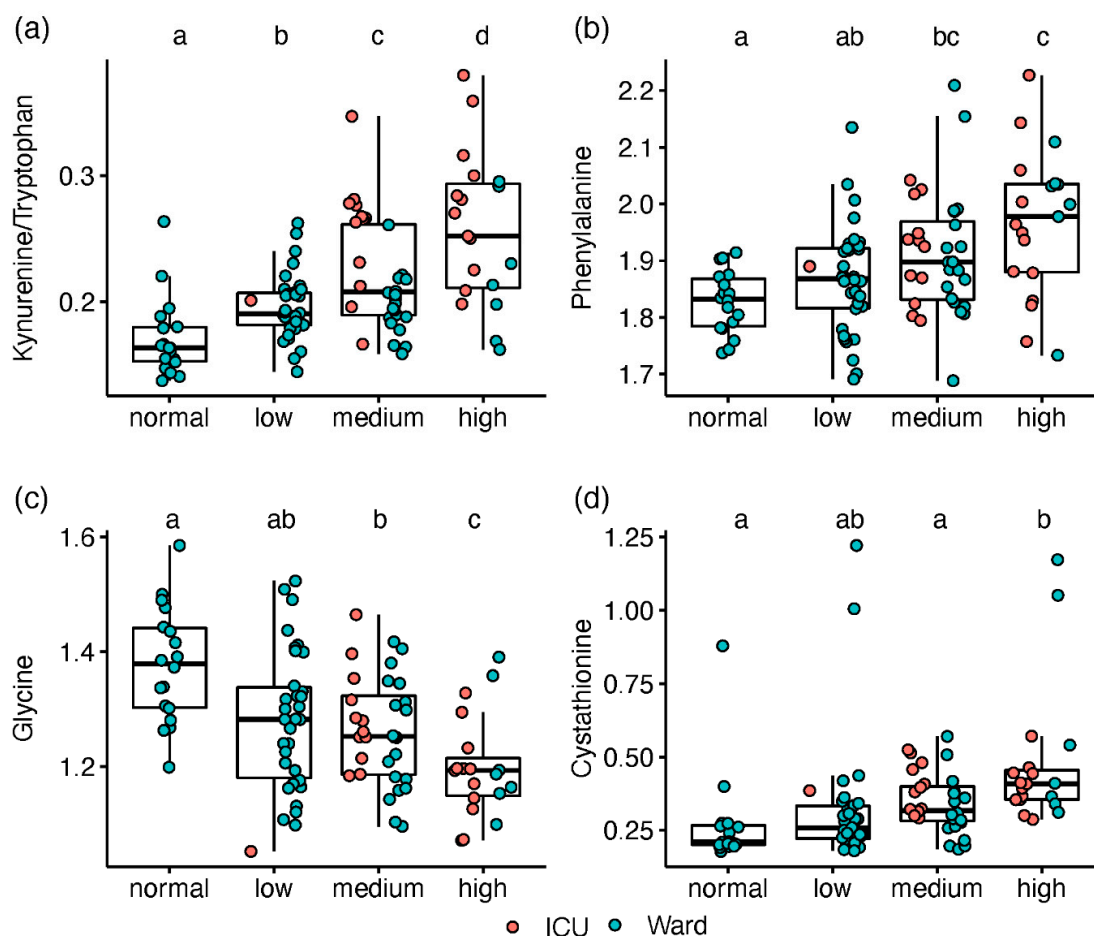 (a)
a b c d
Kynurenine/Tryptophan
0.3
0.2
normal low medium high
(b)
a ab bc c
Phenylalanine
2.2
2.1
2.0
1.9
1.8
1.7
normal low medium high
(c)
a ab b c
Glycine
1.6
1.4
1.2
normal low medium high
(d)
a ab a b
Cystathionine
1.25
1.00
0.75
0.50
0.25
normal low medium high
ICU Ward